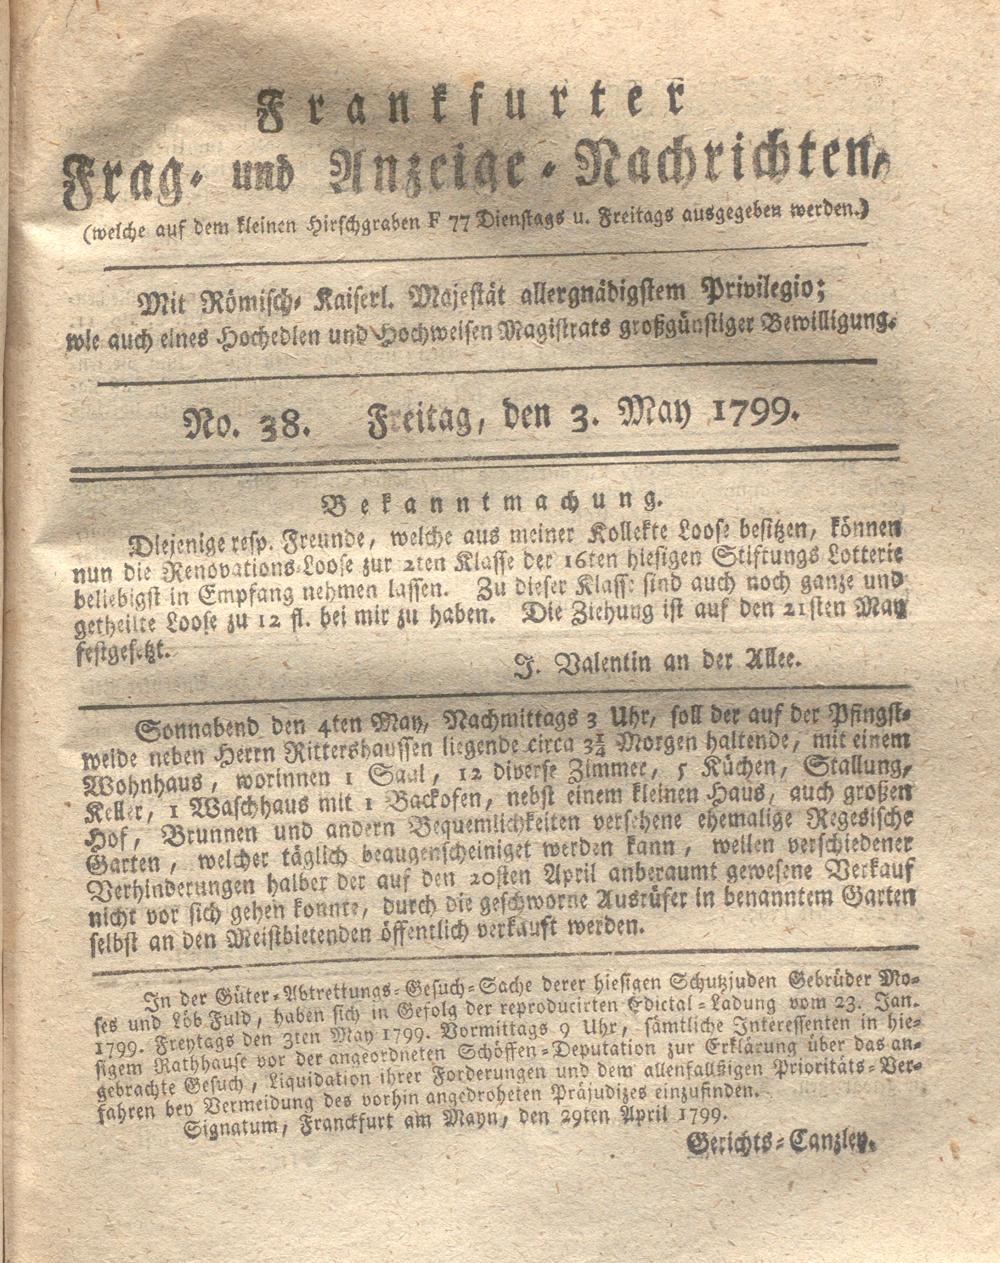 Frankfurter
Frag- und Anzeige-Nachrichten,
(welche auf dem kleinen Hirschgraben F 77 Dienstags u. Freitags ausgegeben werden.)
Mit Römisch- Kaiserl. Majestät allergnädigstem Privilegio;
wie auch eines Hochedlen und Hochweisen Magistrats großgünstiger Bewilligung.
No. 38. Freitag, den 3. May 1799.
Bekanntmachung.
Diejenige resp. Freunde, welche aus meiner Kollekte Loose besitzen, können
nun die Renovations-Loose zur 2ten Klasse der 16ten hiesigen Stiftungs Lotterie
beliebigst in Empfang nehmen lassen. Zu dieser Klasse sind auch noch ganze und
getheilte Loose zu 12 fl. bei mir zu haben. Die Ziehung ist auf den 21sten May
festgesetzt.
J. Valentin an der Allee.
Sonnabend den 4ten May, Nachmittags 3 Uhr, soll der auf der Pfingst-
weide neben Herrn Rittershaussen liegende circa 3½ Morgen haltende, mit einem
Wohnhaus, worinnen 1 Saal, 12 diverse Zimmer, 5 Küchen, Stallung,
Keller, 1 Waschhaus mit 1 Backofen, nebst einem kleinen Haus, auch großen
Hof, Brunnen und andern Bequemlichkeiten versehene ehemalige Regesische
Garten, welcher täglich beaugenscheiniget werden kann, weilen verschiedener
Verhinderungen halber der auf den 20sten April anberaumt gewesene Verkauf
nicht vor sich gehen konnte, durch die geschworne Ausrüfer in benanntem Garten
selbst an den Meistbietenden öffentlich verkauft werden.
In der Güter-Abtrettungs-Gesuch-Sache derer hiesigen Schutzjuden Gebrüder Mo-
ses und Löb Fuld, haben sich in Gefolg der reproducirten Edictal-Ladung vom 23. Jan.
1799. Freytags den 3ten May 1799. Vormittags 9 Uhr, sämtliche Interessenten in hie-
sigem Rathhause vor der angeordneten Schöffen-Deputation zur Erklärung über das an-
gebrachte Gesuch, Liquidation ihrer Forderungen und dem allenfallsigen Prioritäts-Ver-
fahren bey Vermeidung des vorhin angedroheten Präjudizes einzufinden.
Signatum, Franckfurt am Mayn, den 29ten April 1799.
Gerichts-Canzley.